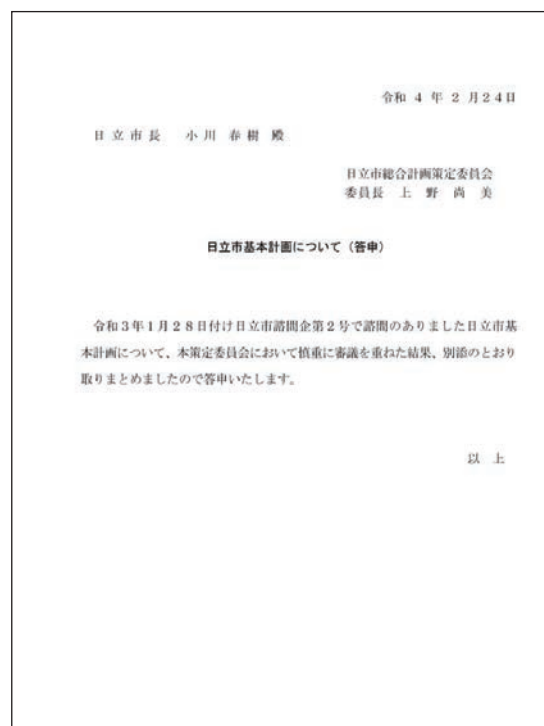 令和 4 年 2 月24日
日立市長　小川 春樹 殿
日立市総合計画策定委員会
委員長　上 野 尚 美
日立市基本計画について（答申）
令和3年1月28日付け日立市諮問企第2号で諮問のありました日立市基
本計画について、本策定委員会において慎重に審議を重ねた結果、別添のとおり
取りまとめましたので答申いたします。
以 上